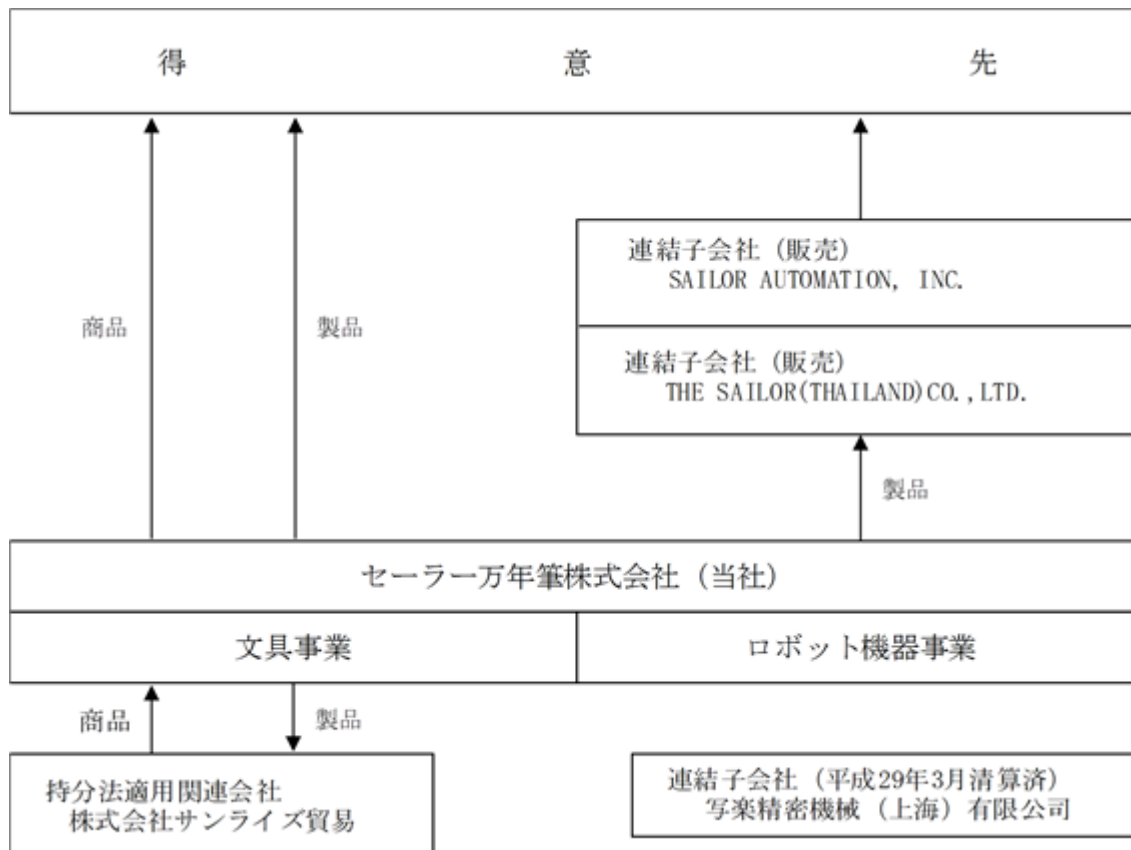 得意先
連結子会社（販売）
SAILOR AUTOMATION, INC.
商品
製品
連結子会社（販売）
THE SAILOR(THAILAND)CO.,LTD.
製品
セーラー万年筆株式会社（当社）
文具事業
ロボット機器事業
商品
製品
持分法適用関連会社
株式会社サンライズ貿易
連結子会社（平成29年3月清算済）
写楽精密機械（上海）有限公司